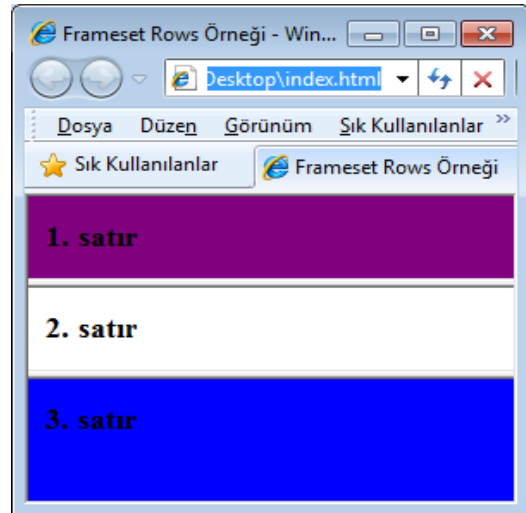 Frameset Rows Örneği - Win...
Desktop\index.html
Dosya Düzen Görünüm Sık Kullanılanlar »
Sık Kullanılanlar Frameset Rows Örneği
1. satır
2. satır
3. satır